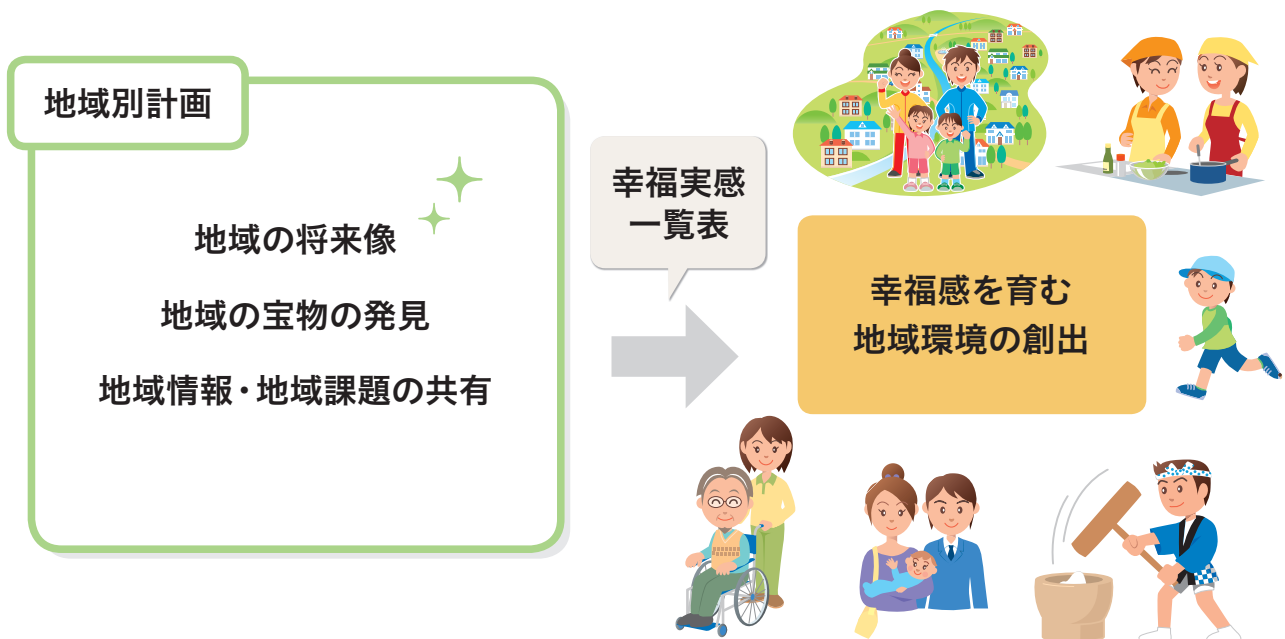 地域別計画
地域の将来像
地域の宝物の発見
地域情報・地域課題の共有
幸福実感
一覧表
幸福感を育む
地域環境の創出